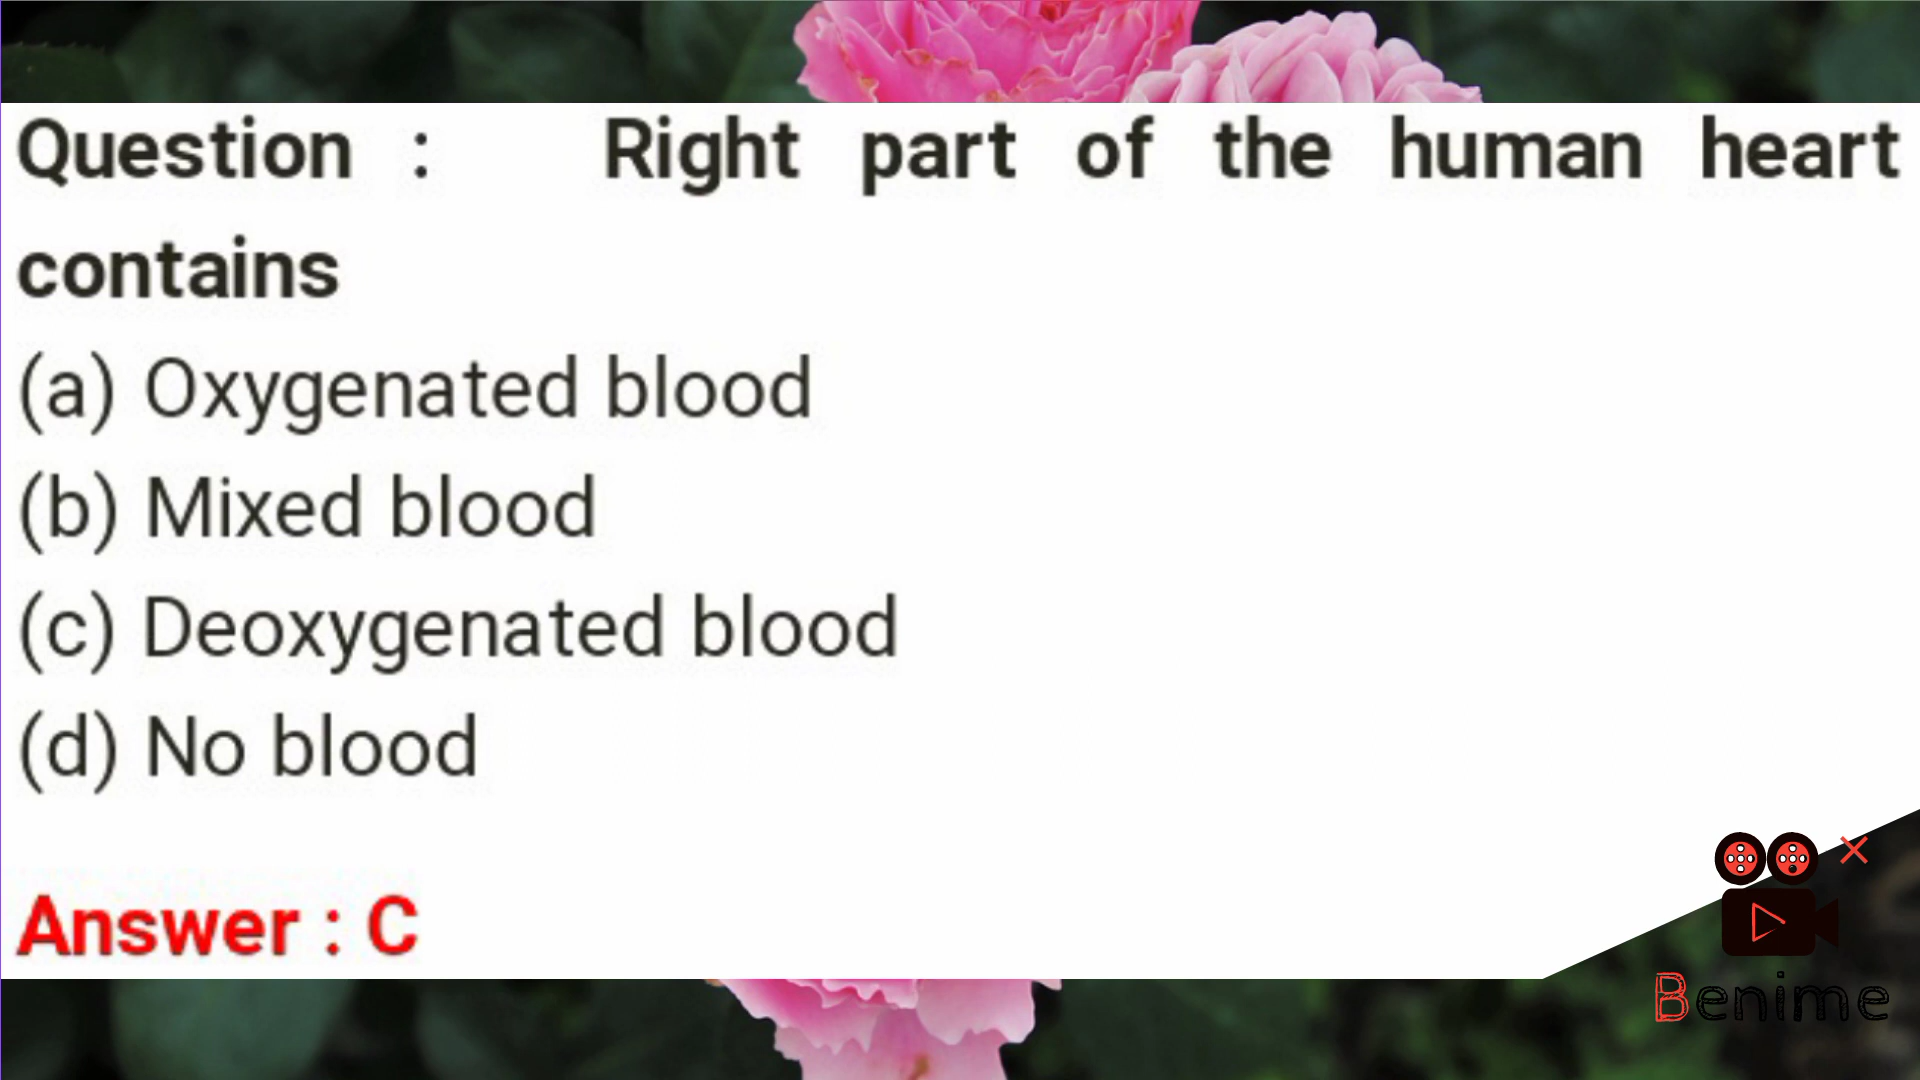 Question : Right part of the human heart
contains
(a) Oxygenated blood
(b) Mixed blood
(c) Deoxygenated blood
(d) No blood
Answer : C
Benime